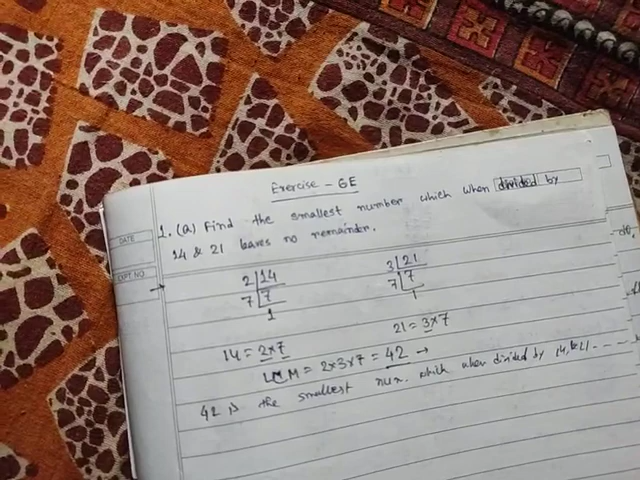 Exercise - 6E
1. (a) Find the smallest number which when divided by
14 & 21 leaves no remainder.
DATE
EXPT. NO.
2 14
7 7
1
3 21
7 7
1
14 = 2×7
21 = 3×7
LCM = 2×3×7 = 42 →
42 is the smallest num. which when divided by 14, & 21 - - - -